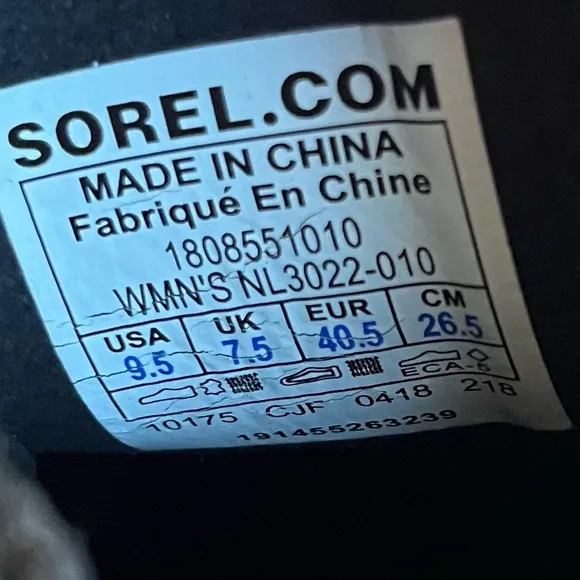 SOREL.COM
MADE IN CHINA
Fabriqué En Chine
1808551010
WMN'S NL3022-010
USA UK EUR CM
9.5 7.5 40.5 26.5
ECA-5
10175 CJF 0418 218
191455263239